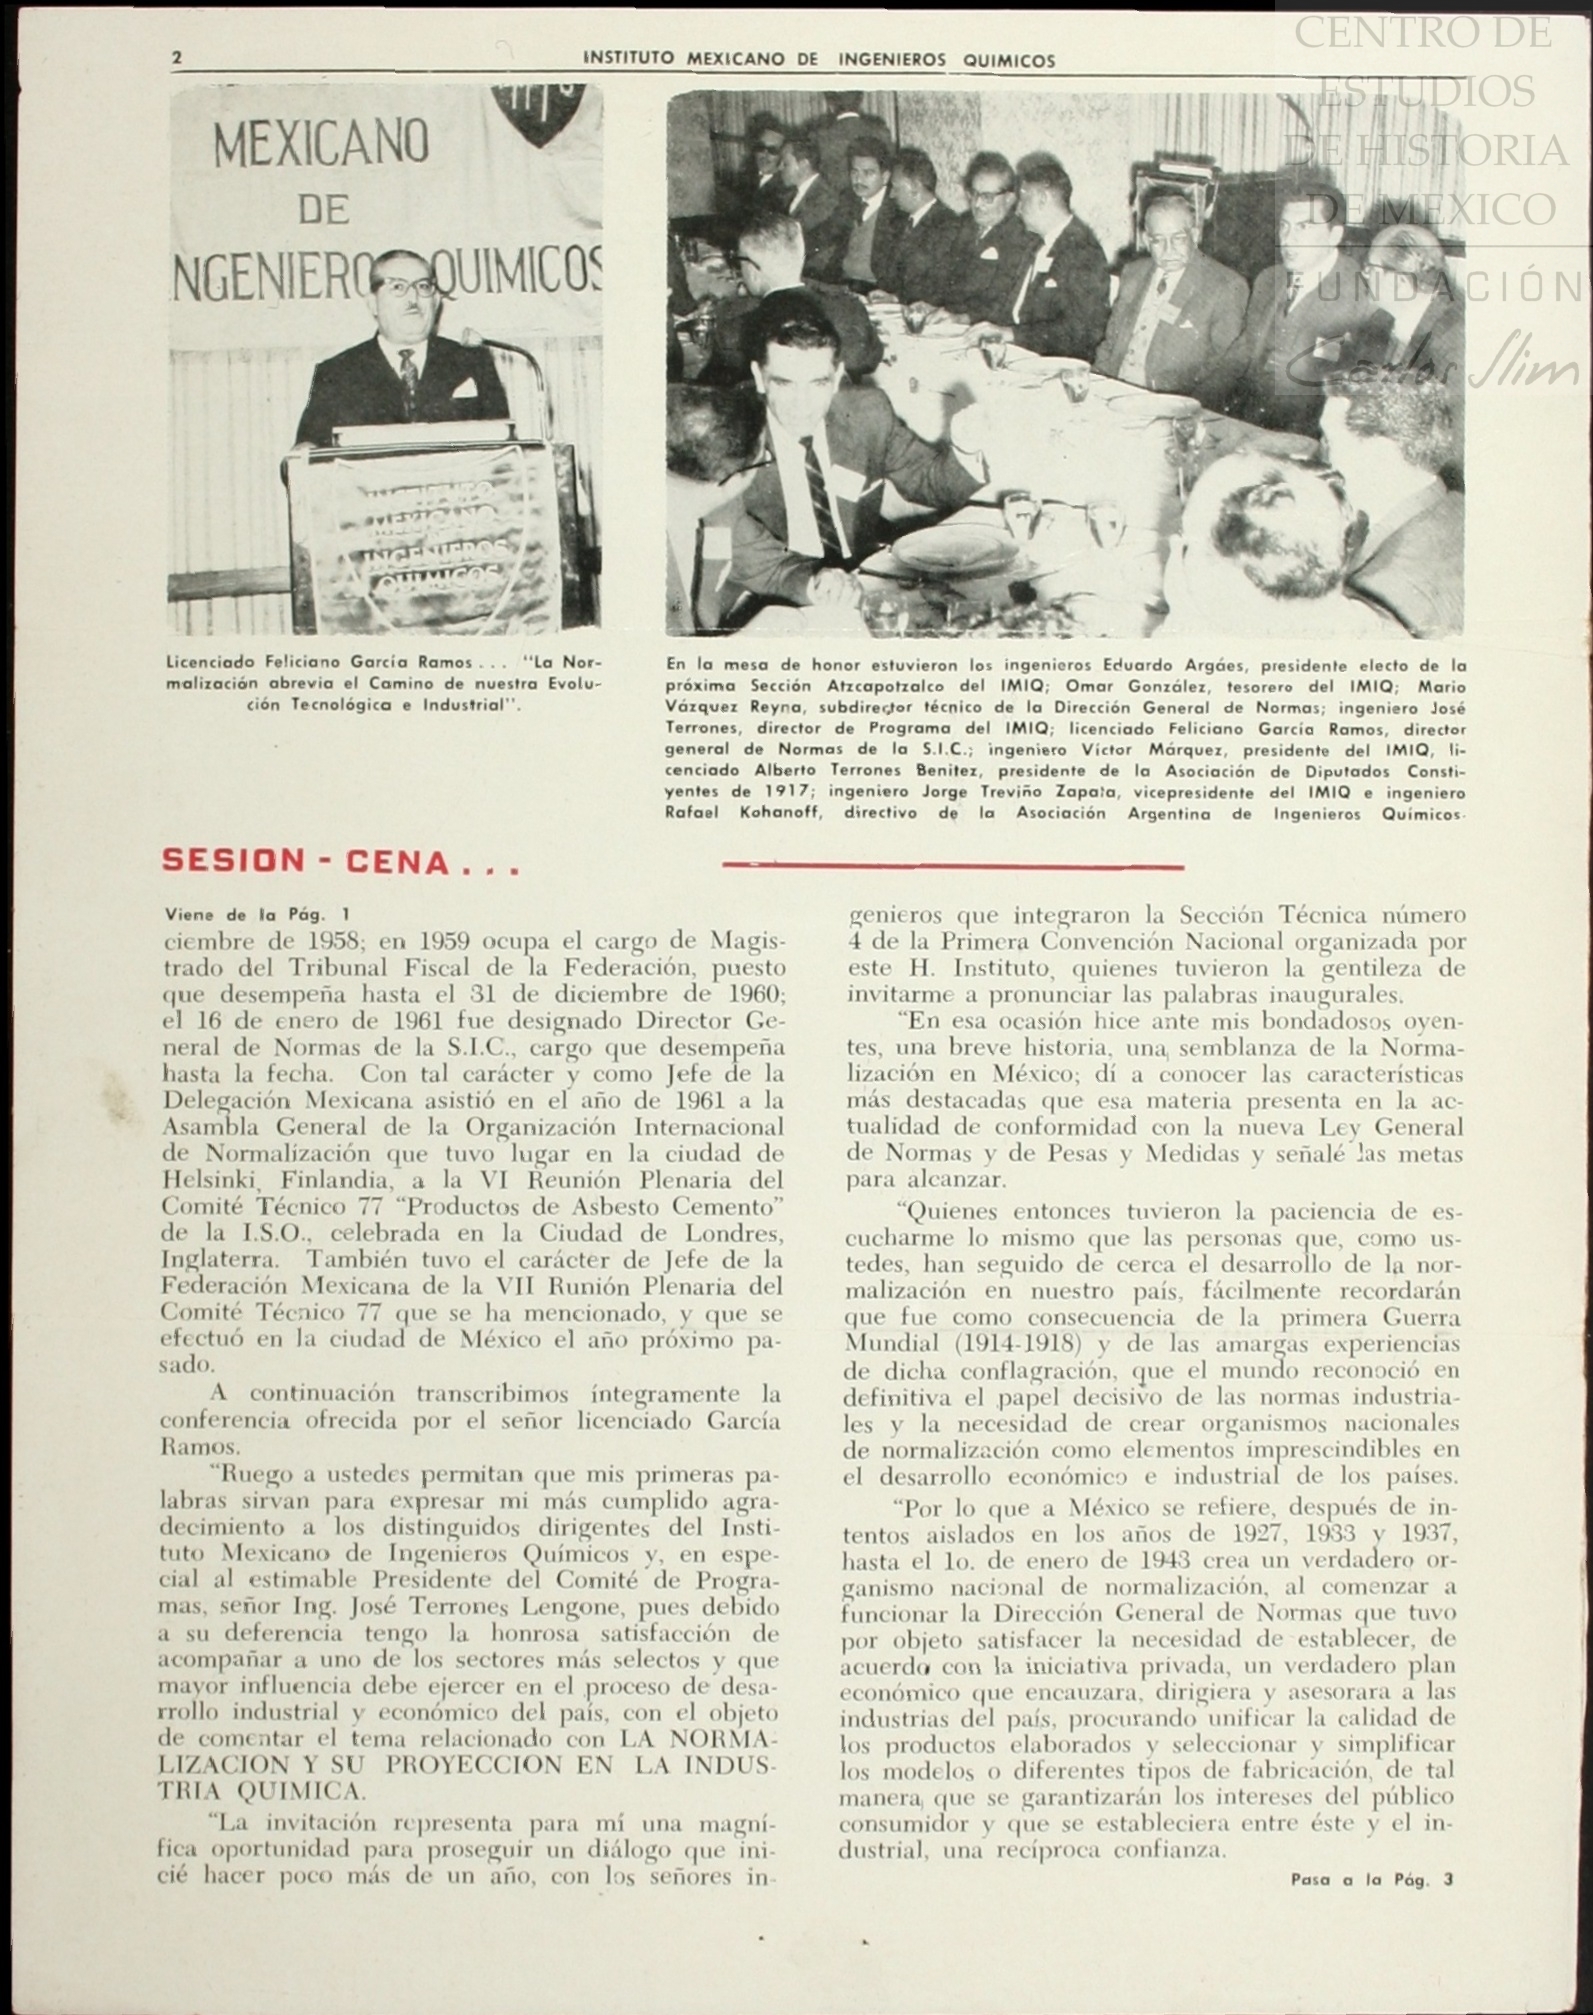 CENTRO DE
ESTUDIOS
DE HISTORIA
DE MEXICO
FUNDACIÓN
Carlos Slim
2
INSTITUTO MEXICANO DE INGENIEROS QUIMICOS
MEXICANO
DE
NGENIERO QUIMICOS
INSTITUTO
MEXICANO
INGENIEROS
QUIMICOS
Licenciado Feliciano García Ramos... "La Nor-
malización abrevia el Camino de nuestra Evolu-
ción Tecnológica e Industrial".
En la mesa de honor estuvieron los ingenieros Eduardo Argáes, presidente electo de la
próxima Sección Atzcapotzalco del IMIQ; Omar González, tesorero del IMIQ; Mario
Vázquez Reyna, subdirector técnico de la Dirección General de Normas; ingeniero José
Terrones, director de Programa del IMIQ; licenciado Feliciano García Ramos, director
general de Normas de la S.I.C.; ingeniero Víctor Márquez, presidente del IMIQ, li-
cenciado Alberto Terrones Benitez, presidente de la Asociación de Diputados Consti-
yentes de 1917; ingeniero Jorge Treviño Zapata, vicepresidente del IMIQ e ingeniero
Rafael Kohanoff, directivo de la Asociación Argentina de Ingenieros Químicos.
SESION - CENA...
Viene de la Pág. 1
ciembre de 1958; en 1959 ocupa el cargo de Magis-
trado del Tribunal Fiscal de la Federación, puesto
que desempeña hasta el 31 de diciembre de 1960;
el 16 de enero de 1961 fue designado Director Ge-
neral de Normas de la S.I.C., cargo que desempeña
hasta la fecha. Con tal carácter y como Jefe de la
Delegación Mexicana asistió en el año de 1961 a la
Asambla General de la Organización Internacional
de Normalización que tuvo lugar en la ciudad de
Helsinki, Finlandia, a la VI Reunión Plenaria del
Comité Técnico 77 "Productos de Asbesto Cemento"
de la I.S.O., celebrada en la Ciudad de Londres,
Inglaterra. También tuvo el carácter de Jefe de la
Federación Mexicana de la VII Runión Plenaria del
Comité Técnico 77 que se ha mencionado, y que se
efectuó en la ciudad de México el año próximo pa-
sado.
A continuación transcribimos íntegramente la
conferencia ofrecida por el señor licenciado García
Ramos.
"Ruego a ustedes permitan que mis primeras pa-
labras sirvan para expresar mi más cumplido agra-
decimiento a los distinguidos dirigentes del Insti-
tuto Mexicano de Ingenieros Químicos y, en espe-
cial al estimable Presidente del Comité de Progra-
mas, señor Ing. José Terrones Lengone, pues debido
a su deferencia tengo la honrosa satisfacción de
acompañar a uno de los sectores más selectos y que
mayor influencia debe ejercer en el proceso de desa-
rrollo industrial y económico del país, con el objeto
de comentar el tema relacionado con LA NORMA-
LIZACION Y SU PROYECCION EN LA INDUS-
TRIA QUIMICA.
"La invitación representa para mí una magní-
fica oportunidad para proseguir un diálogo que ini-
cié hacer poco más de un año, con los señores in-
genieros que integraron la Sección Técnica número
4 de la Primera Convención Nacional organizada por
este H. Instituto, quienes tuvieron la gentileza de
invitarme a pronunciar las palabras inaugurales.
"En esa ocasión hice ante mis bondadosos oyen-
tes, una breve historia, una semblanza de la Norma-
lización en México; dí a conocer las características
más destacadas que esa materia presenta en la ac-
tualidad de conformidad con la nueva Ley General
de Normas y de Pesas y Medidas y señalé las metas
para alcanzar.
"Quienes entonces tuvieron la paciencia de es-
cucharme lo mismo que las personas que, como us-
tedes, han seguido de cerca el desarrollo de la nor-
malización en nuestro país, fácilmente recordarán
que fue como consecuencia de la primera Guerra
Mundial (1914-1918) y de las amargas experiencias
de dicha conflagración, que el mundo reconoció en
definitiva el papel decisivo de las normas industria-
les y la necesidad de crear organismos nacionales
de normalización como elementos imprescindibles en
el desarrollo económico e industrial de los países.
"Por lo que a México se refiere, después de in-
tentos aislados en los años de 1927, 1933 y 1937,
hasta el 1o. de enero de 1943 crea un verdadero or-
ganismo nacional de normalización, al comenzar a
funcionar la Dirección General de Normas que tuvo
por objeto satisfacer la necesidad de establecer, de
acuerdo con la iniciativa privada, un verdadero plan
económico que encauzara, dirigiera y asesorara a las
industrias del país, procurando unificar la calidad de
los productos elaborados y seleccionar y simplificar
los modelos o diferentes tipos de fabricación, de tal
manera que se garantizarán los intereses del público
consumidor y que se estableciera entre éste y el in-
dustrial, una recíproca confianza.
Pasa a la Pág. 3